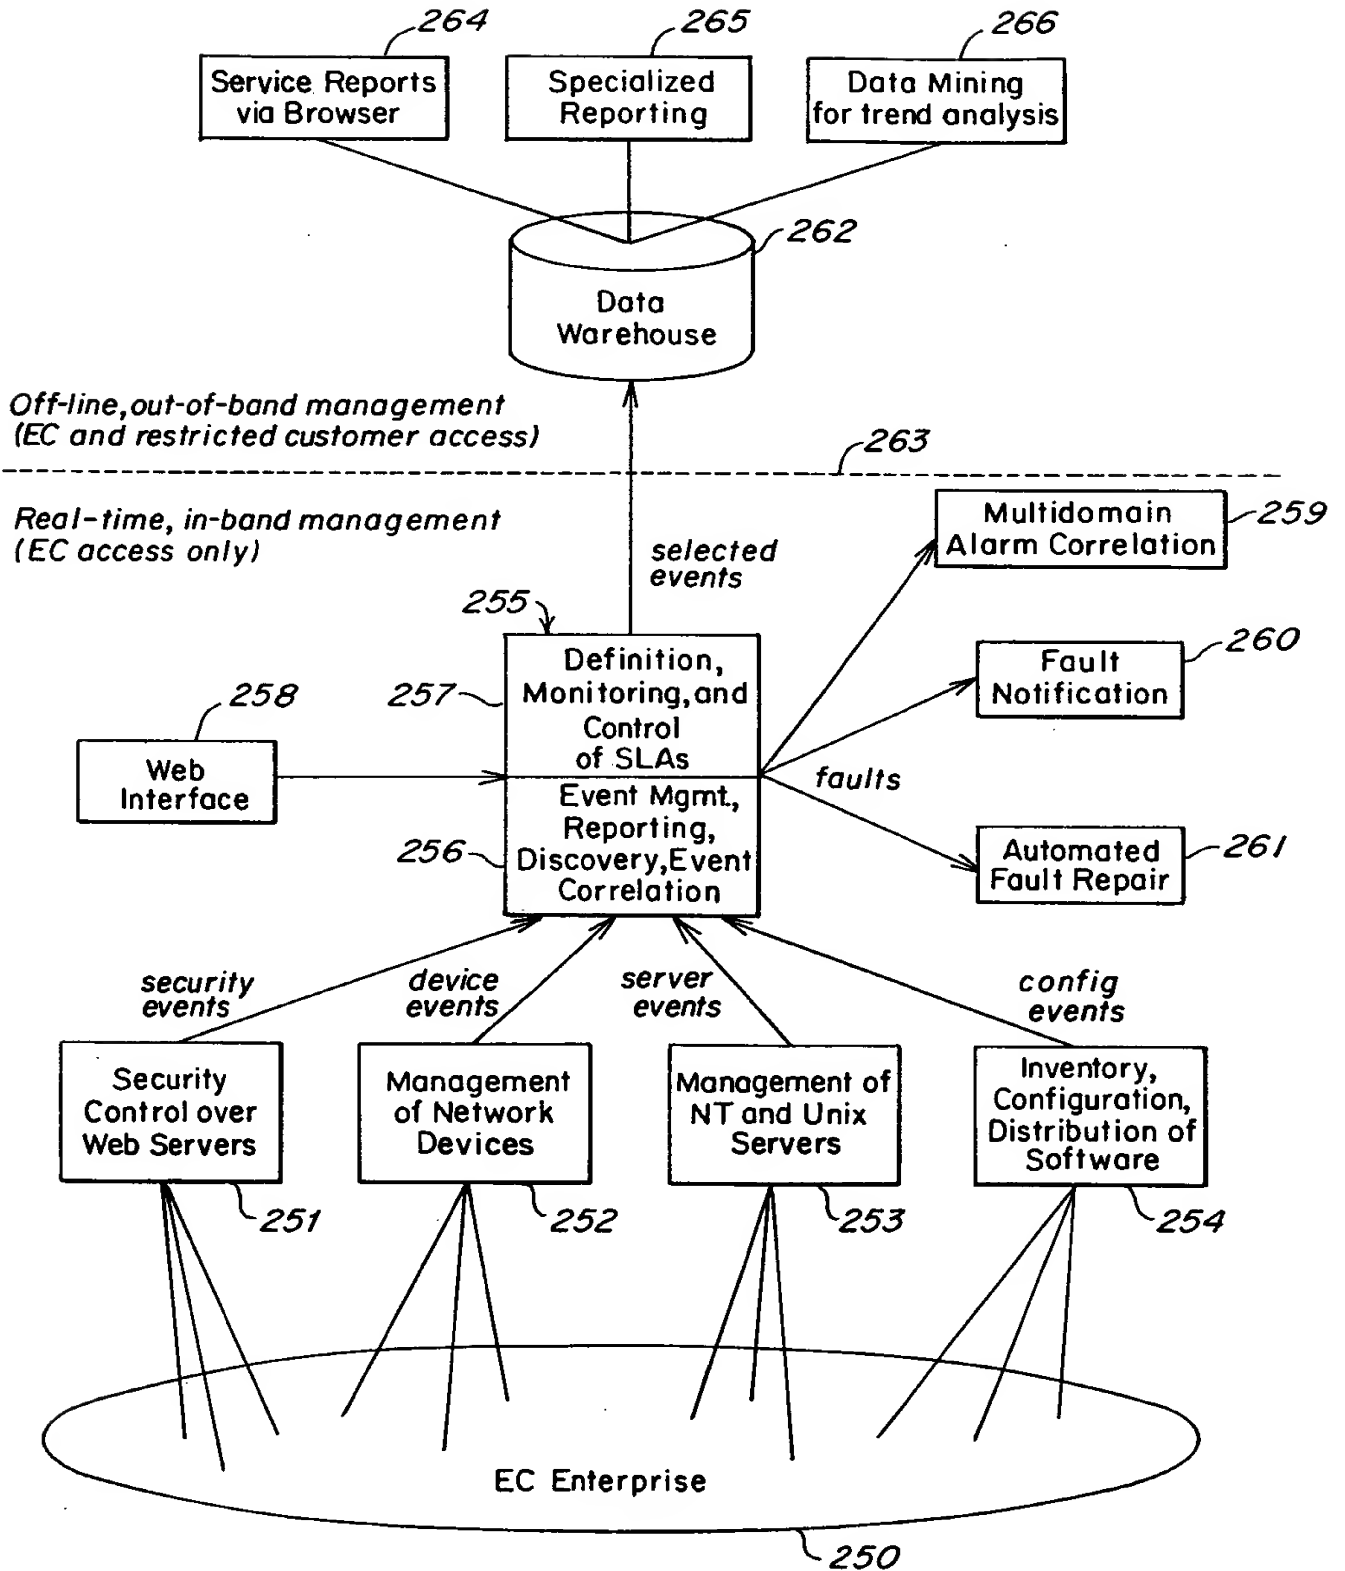 264
265
266
Service Reports
via Browser
Specialized
Reporting
Data Mining
for trend analysis
262
Data
Warehouse
Off-line, out-of-band management
(EC and restricted customer access)
263
Real-time, in-band management
(EC access only)
selected
events
Multidomain
Alarm Correlation
259
255
257
Definition,
Monitoring, and
Control
of SLAs
260
Fault
Notification
258
Web
Interface
faults
256
Event Mgmt,
Reporting,
Discovery, Event
Correlation
261
Automated
Fault Repair
security
events
device
events
server
events
config
events
Security
Control over
Web Servers
Management
of Network
Devices
Management of
NT and Unix
Servers
Inventory,
Configuration,
Distribution of
Software
251
252
253
254
EC Enterprise
250